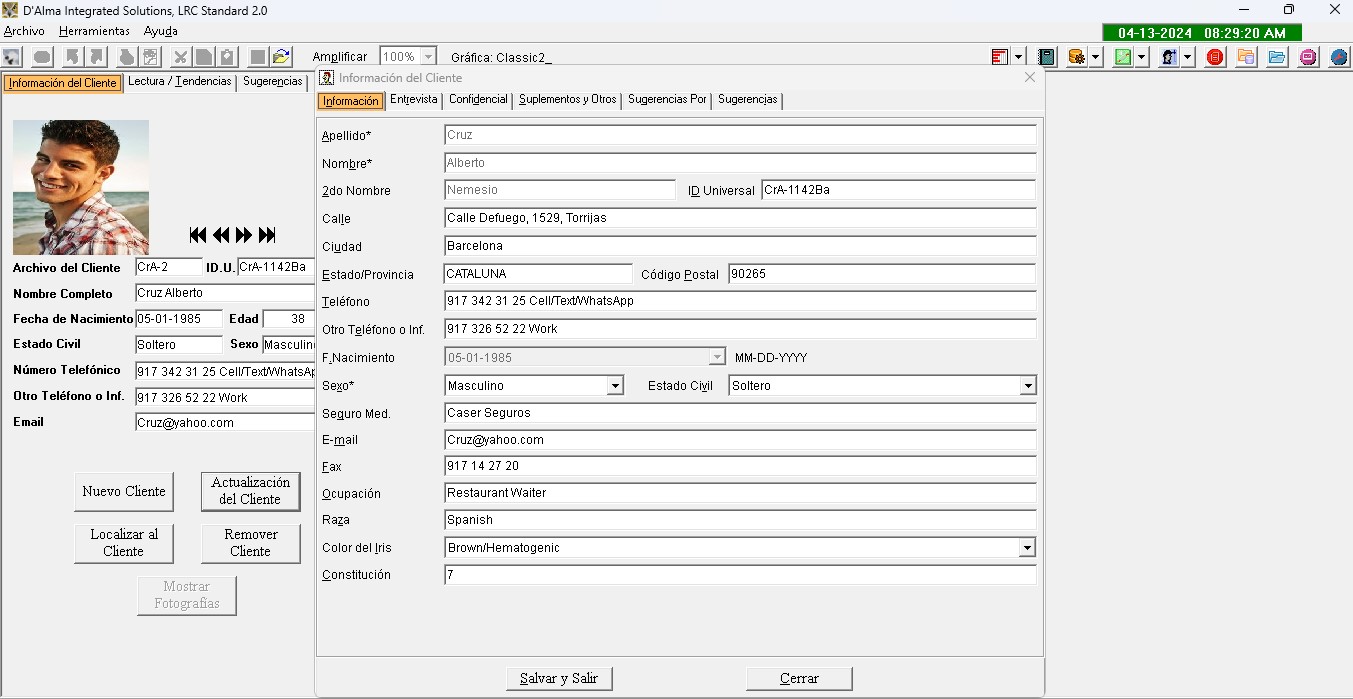 D'Alma Integrated Solutions, LRC Standard 2.0
Archivo Herramientas Ayuda
04-13-2024 08:29:20 AM
Amplificar 100% Gráfica: Classic2_
Información del Cliente Lectura / Tendencias Sugerencias
Archivo del Cliente CrA-2 I.D.U. CrA-1142Ba
Nombre Completo Cruz Alberto
Fecha de Nacimiento 05-01-1985 Edad 38
Estado Civil Soltero Sexo Masculin
Número Telefónico 917 342 31 25 Cell/Text/WhatsAp
Otro Teléfono o Inf. 917 326 52 22 Work
Email Cruz@yahoo.com
Nuevo Cliente
Actualización
del Cliente
Localizar al
Cliente
Remover
Cliente
Mostrar
Fotografías
Información del Cliente
Información Entrevista Confidencial Suplementos y Otros Sugerencias Por Sugerencias
Apellido* Cruz
Nombre* Alberto
2do Nombre Nemesio ID Universal CrA-1142Ba
Calle Calle Defuego, 1529, Torrijas
Ciudad Barcelona
Estado/Provincia CATALUNA Código Postal 90265
Teléfono 917 342 31 25 Cell/Text/WhatsApp
Otro Teléfono o Inf. 917 326 52 22 Work
F.Nacimiento 05-01-1985 MM-DD-YYYY
Sexo* Masculino Estado Civil Soltero
Seguro Med. Caser Seguros
E-mail Cruz@yahoo.com
Fax 917 14 27 20
Ocupación Restaurant Waiter
Raza Spanish
Color del Iris Brown/Hematogenic
Constitución 7
Salvar y Salir Cerrar